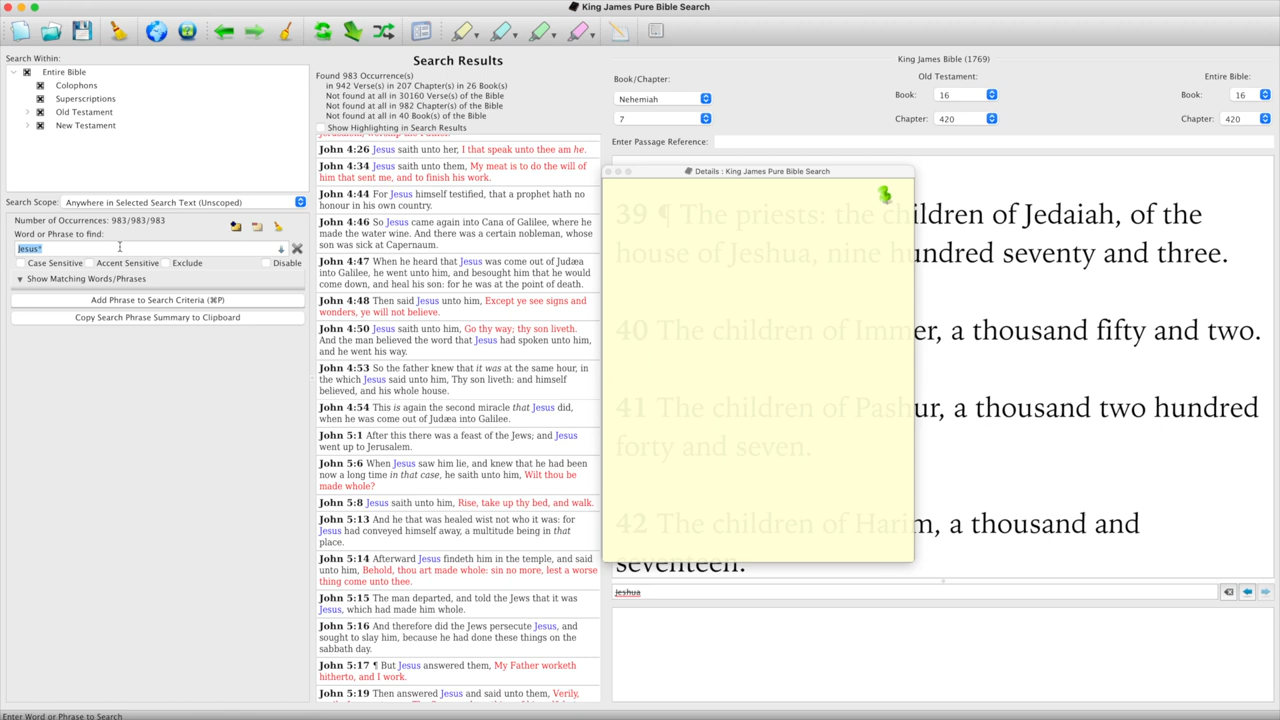 King James Pure Bible Search
Search Within:
Entire Bible
Colophons
Superscriptions
Old Testament
New Testament
Search Scope: Anywhere in Selected Search Text (Unscoped)
Number of Occurrences: 983/983/983
Word or Phrase to find:
Jesus*
Case Sensitive Accent Sensitive Exclude Disable
Show Matching Words/Phrases
Add Phrase to Search Criteria (⌘P)
Copy Search Phrase Summary to Clipboard
Search Results
Found 983 Occurrence(s)
in 942 Verse(s) in 207 Chapter(s) in 26 Book(s)
Not found at all in 30160 Verse(s) of the Bible
Not found at all in 982 Chapter(s) of the Bible
Not found at all in 40 Book(s) of the Bible
Show Highlighting in Search Results
John 4:26 Jesus saith unto her, I that speak unto thee am he.
John 4:34 Jesus saith unto them, My meat is to do the will of
him that sent me, and to finish his work.
John 4:44 For Jesus himself testified, that a prophet hath no
honour in his own country.
John 4:46 So Jesus came again into Cana of Galilee, where he
made the water wine. And there was a certain nobleman, whose
son was sick at Capernaum.
John 4:47 When he heard that Jesus was come out of Judæa
into Galilee, he went unto him, and besought him that he would
come down, and heal his son: for he was at the point of death.
John 4:48 Then said Jesus unto him, Except ye see signs and
wonders, ye will not believe.
John 4:50 Jesus saith unto him, Go thy way; thy son liveth.
And the man believed the word that Jesus had spoken unto him,
and he went his way.
John 4:53 So the father knew that it was at the same hour, in
the which Jesus said unto him, Thy son liveth: and himself
believed, and his whole house.
John 4:54 This is again the second miracle that Jesus did,
when he was come out of Judæa into Galilee.
John 5:1 After this there was a feast of the Jews; and Jesus
went up to Jerusalem.
John 5:6 When Jesus saw him lie, and knew that he had been
now a long time in that case, he saith unto him, Wilt thou be
made whole?
John 5:8 Jesus saith unto him, Rise, take up thy bed, and walk.
John 5:13 And he that was healed wist not who it was: for
Jesus had conveyed himself away, a multitude being in that
place.
John 5:14 Afterward Jesus findeth him in the temple, and said
unto him, Behold, thou art made whole: sin no more, lest a worse
thing come unto thee.
John 5:15 The man departed, and told the Jews that it was
Jesus, which had made him whole.
John 5:16 And therefore did the Jews persecute Jesus, and
sought to slay him, because he had done these things on the
sabbath day.
John 5:17 ¶ But Jesus answered them, My Father worketh
hitherto, and I work.
John 5:19 Then answered Jesus and said unto them, Verily,
King James Bible (1769)
Book/Chapter: Old Testament: Entire Bible:
Nehemiah Book: 16 Book: 16
7 Chapter: 420 Chapter: 420
Enter Passage Reference:
Details : King James Pure Bible Search
39 ¶ The priests: the children of Jedaiah, of the
house of Jeshua, nine hundred seventy and three.
40 The children of Immer, a thousand fifty and two.
41 The children of Pashur, a thousand two hundred
forty and seven.
42 The children of Harim, a thousand and
seventeen.
Jeshua
Enter Word or Phrase to Search